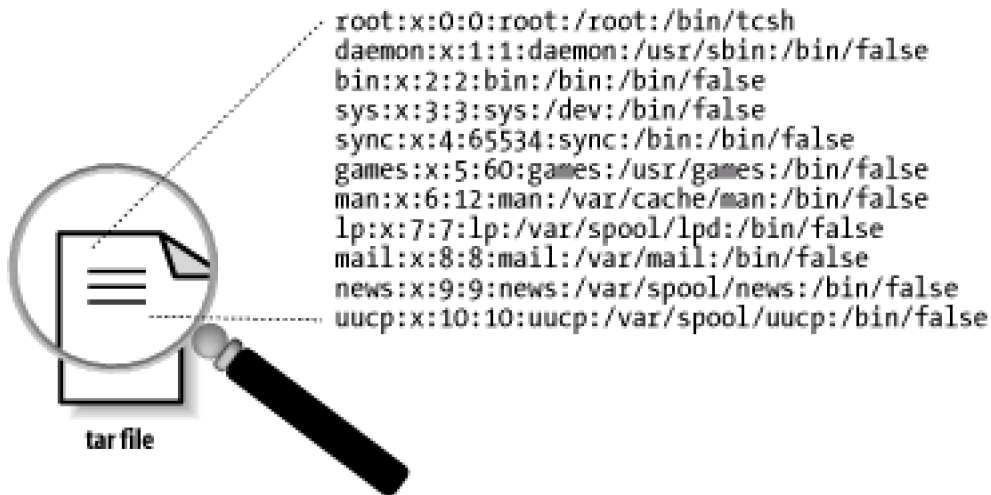 root:x:0:0:root:/root:/bin/tcsh
daemon:x:1:1:daemon:/usr/sbin:/bin/false
bin:x:2:2:bin:/bin:/bin/false
sys:x:3:3:sys:/dev:/bin/false
sync:x:4:65534:sync:/bin:/bin/false
games:x:5:60:games:/usr/games:/bin/false
man:x:6:12:man:/var/cache/man:/bin/false
lp:x:7:7:lp:/var/spool/lpd:/bin/false
mail:x:8:8:mail:/var/mail:/bin/false
news:x:9:9:news:/var/spool/news:/bin/false
uucp:x:10:10:uucp:/var/spool/uucp:/bin/false
tar file